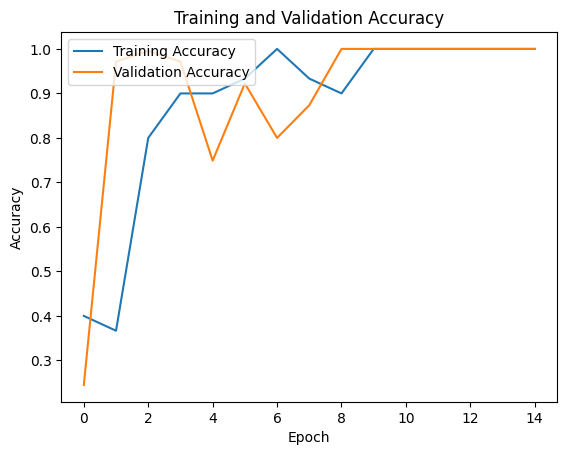 Training and Validation Accuracy
Training Accuracy
Validation Accuracy
1.0
0.9
0.8
0.7
0.6
0.5
0.4
0.3
Accuracy
0 2 4 6 8 10 12 14
Epoch